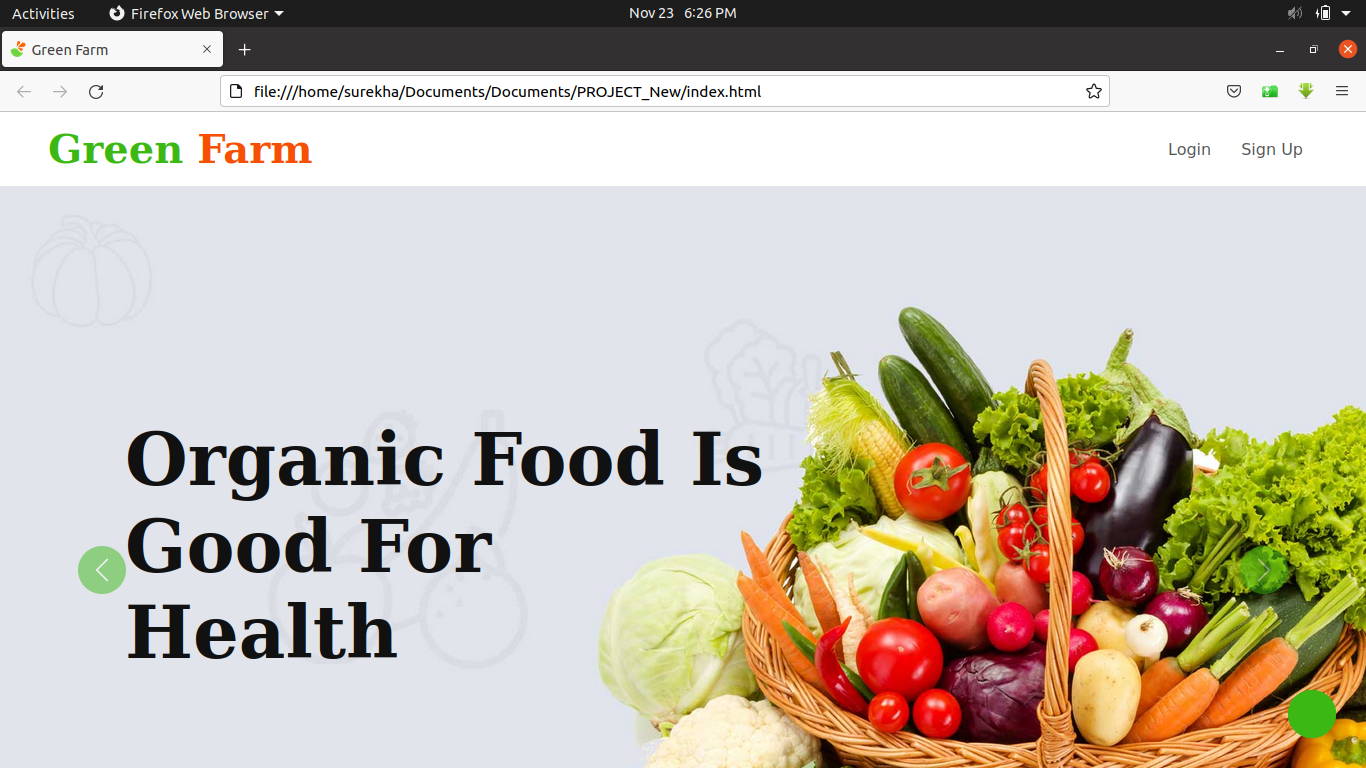 Activities Firefox Web Browser Nov 23 6:26 PM
Green Farm
file:///home/surekha/Documents/Documents/PROJECT_New/index.html
Green Farm Login Sign Up
Organic Food Is
Good For
Health